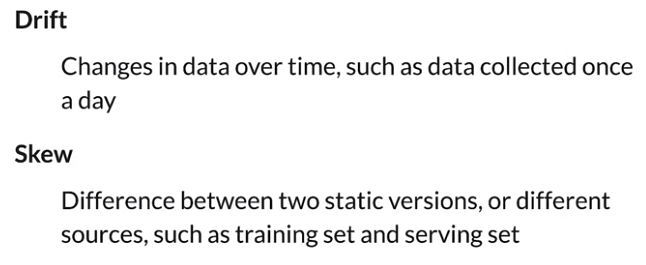 Drift
Changes in data over time, such as data collected once
a day
Skew
Difference between two static versions, or different
sources, such as training set and serving set